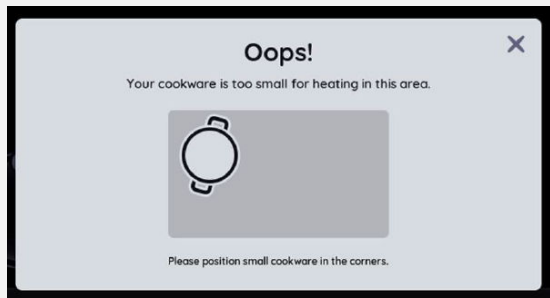 Oops!
Your cookware is too small for heating in this area.
Please position small cookware in the corners.